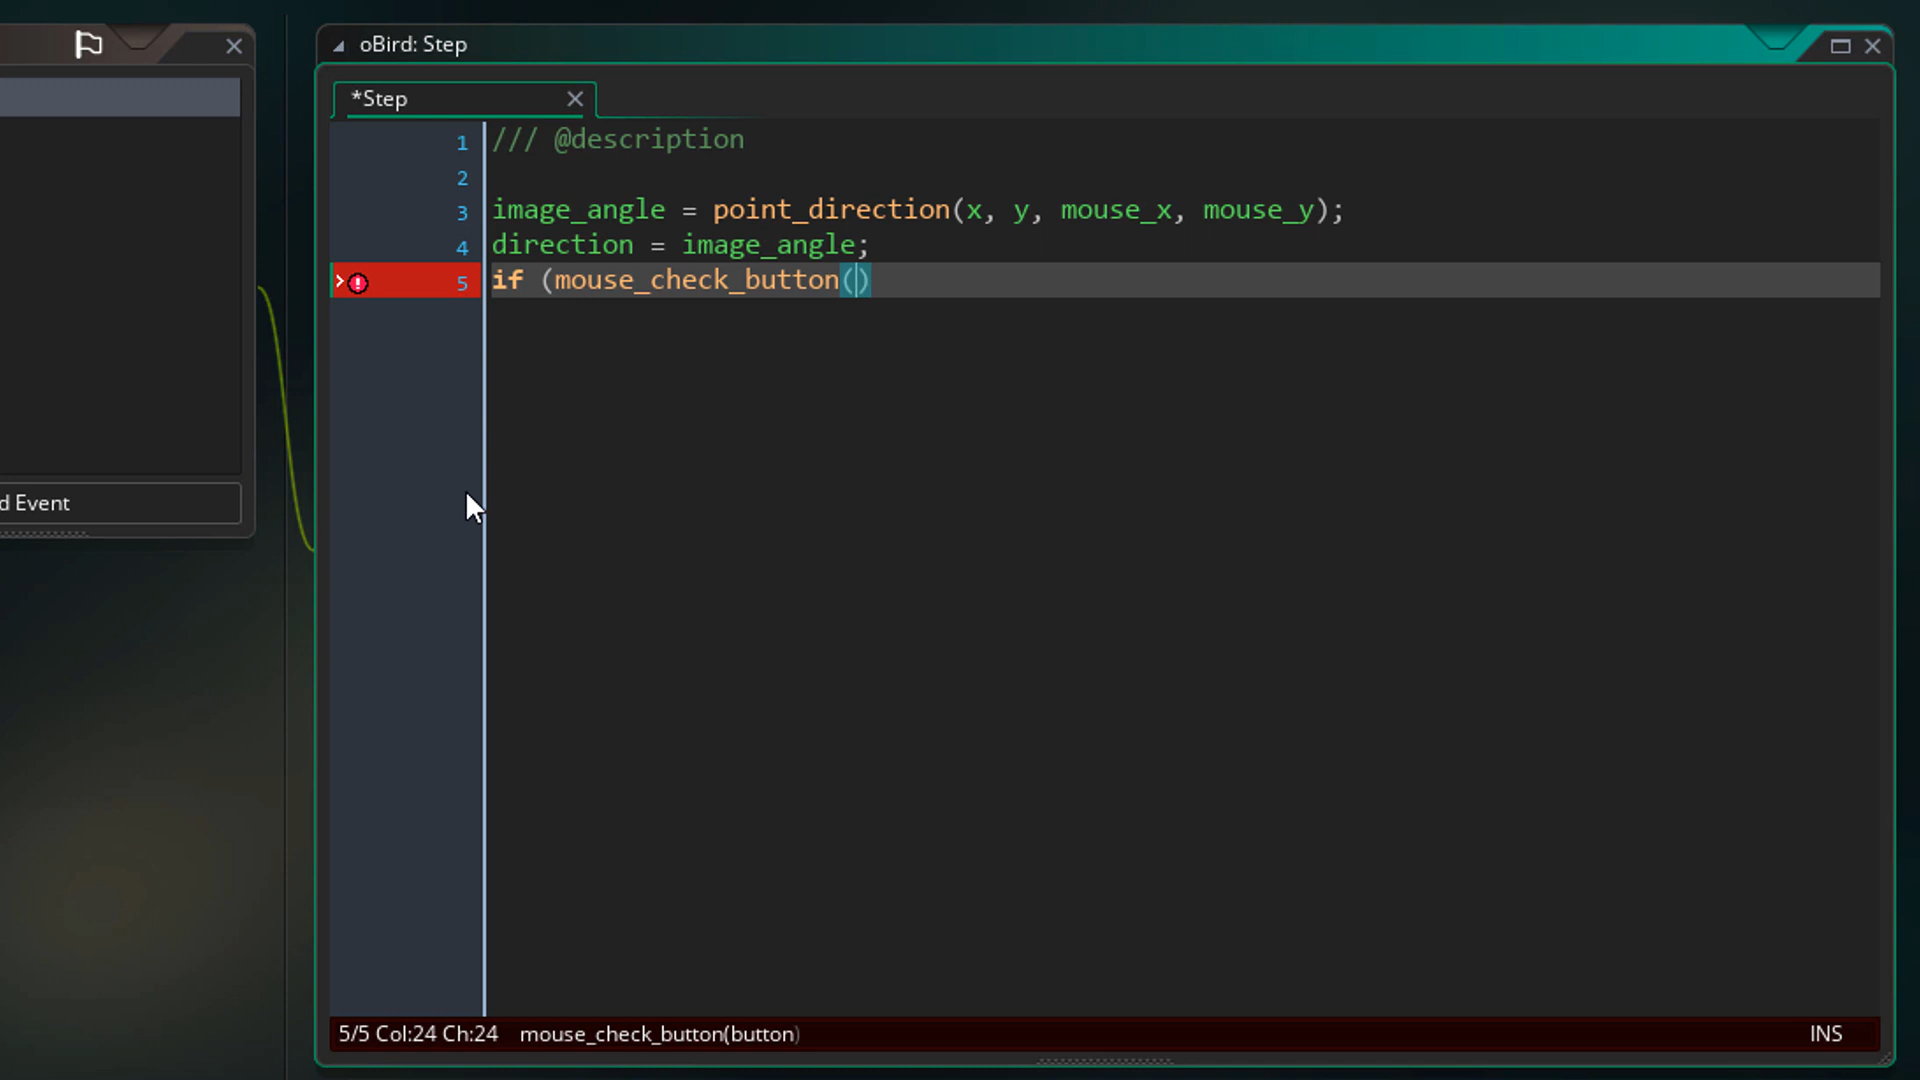 oBird: Step
*Step
1 /// @description
2
3 image_angle = point_direction(x, y, mouse_x, mouse_y);
4 direction = image_angle;
5 if (mouse_check_button()
d Event
5/5 Col:24 Ch:24 mouse_check_button(button) INS